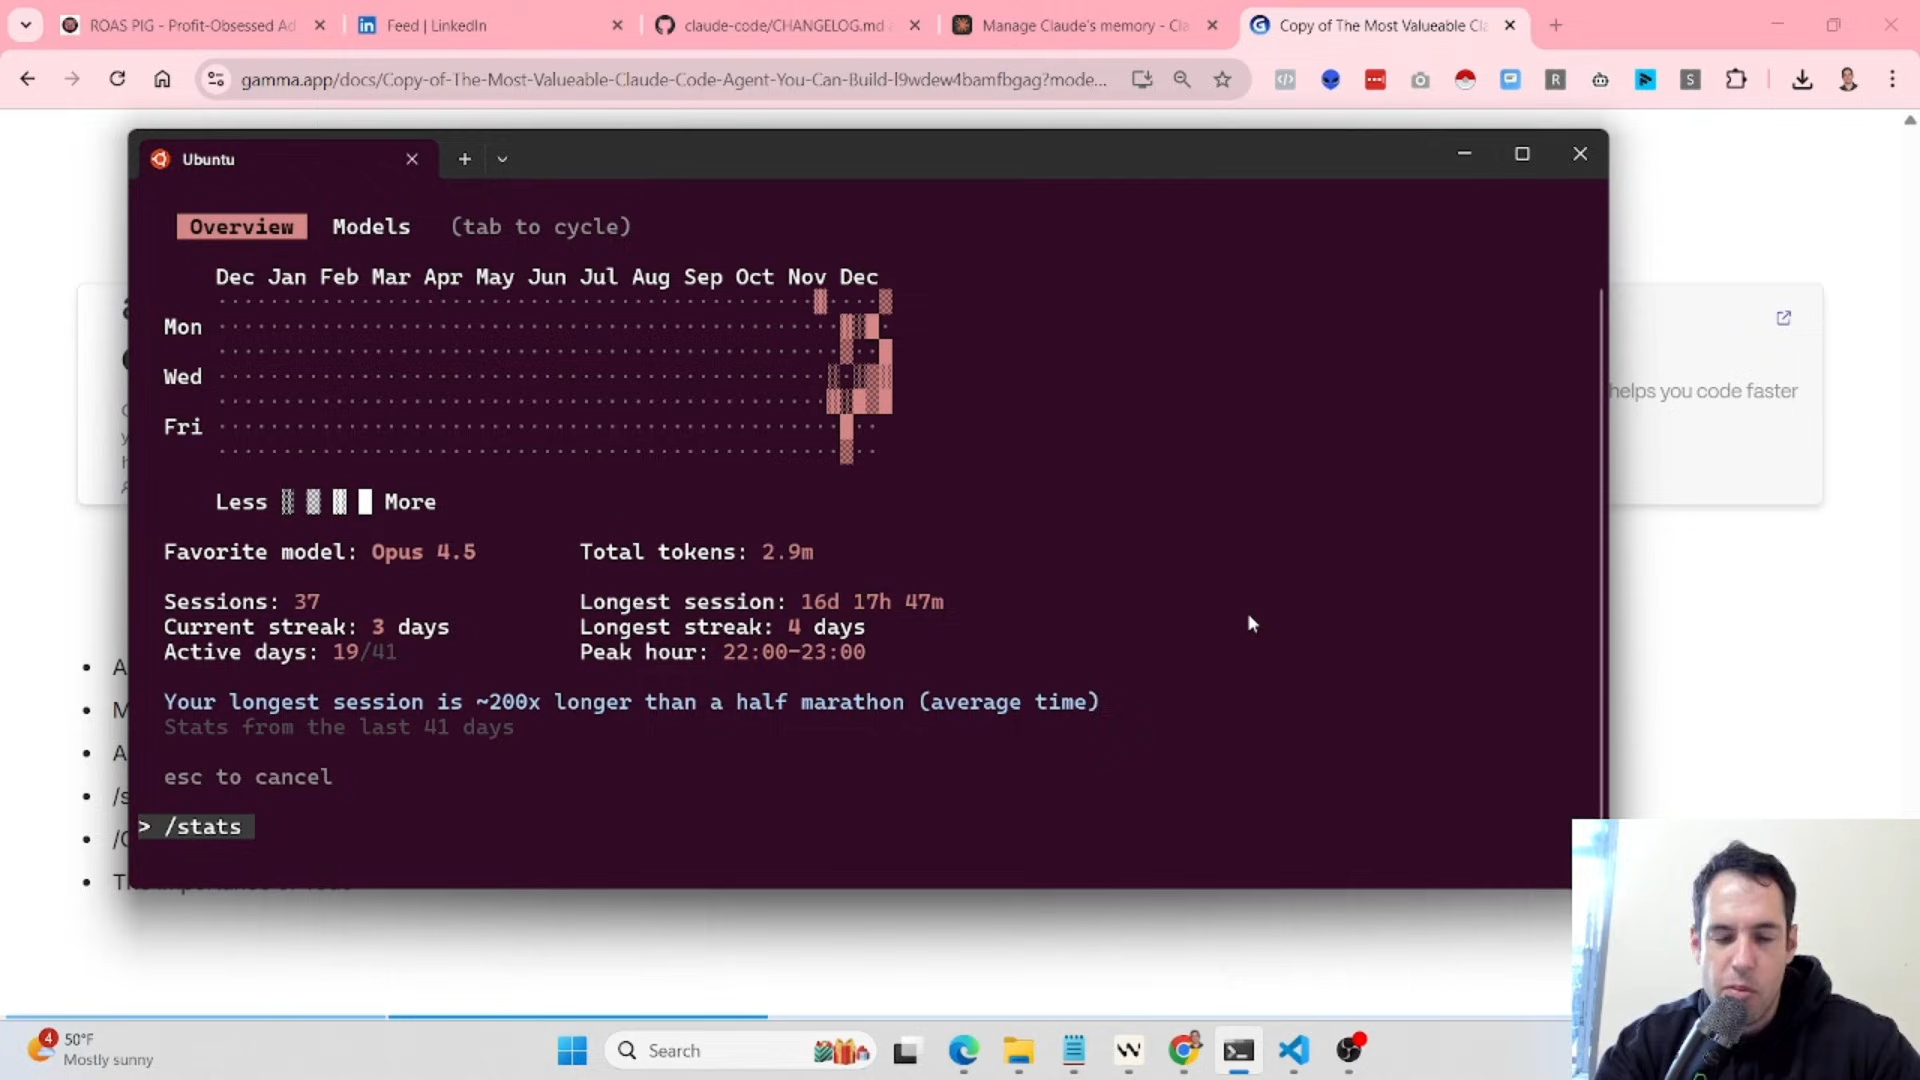 ROAS PIG - Profit-Obsessed Ad
Feed | LinkedIn
claude-code/CHANGELOG.md
Manage Claude's memory - Cla
Copy of The Most Valueable Cl
gamma.app/docs/Copy-of-The-Most-Valueable-Claude-Code-Agent-You-Can-Build-l9wdew4bamfbgag?mode...
Ubuntu
Overview Models (tab to cycle)
Dec Jan Feb Mar Apr May Jun Jul Aug Sep Oct Nov Dec
Mon
Wed
Fri
Less More
helps you code faster
Favorite model: Opus 4.5 Total tokens: 2.9m
Sessions: 37 Longest session: 16d 17h 47m
Current streak: 3 days Longest streak: 4 days
Active days: 19/41 Peak hour: 22:00-23:00
Your longest session is ~200x longer than a half marathon (average time)
Stats from the last 41 days
esc to cancel
> /stats
4
50°F
Mostly sunny
Search